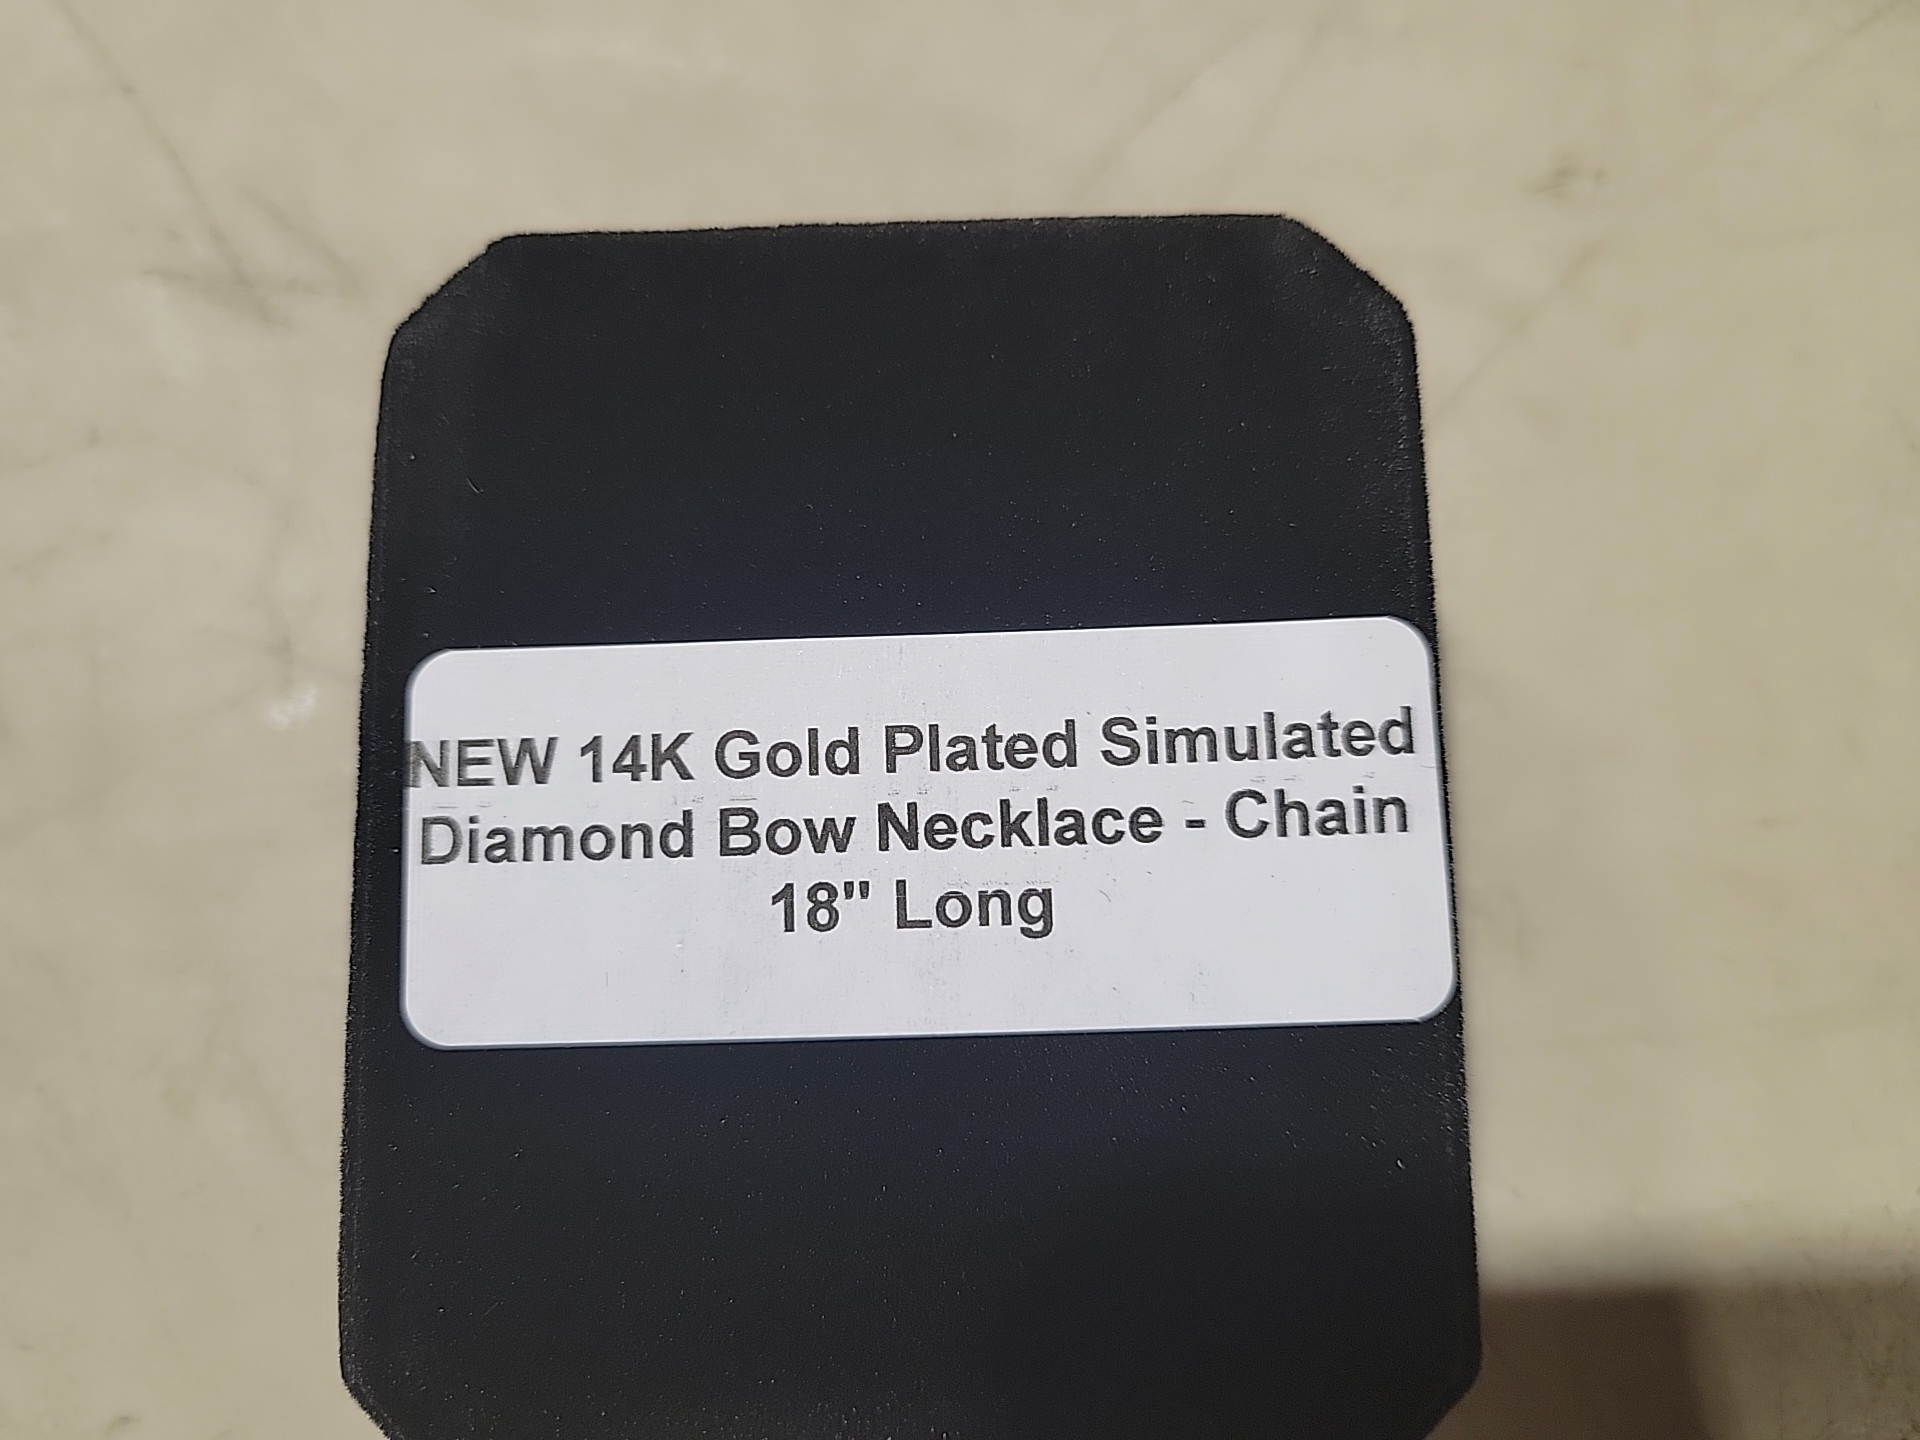 NEW 14K Gold Plated Simulated
Diamond Bow Necklace - Chain
18" Long